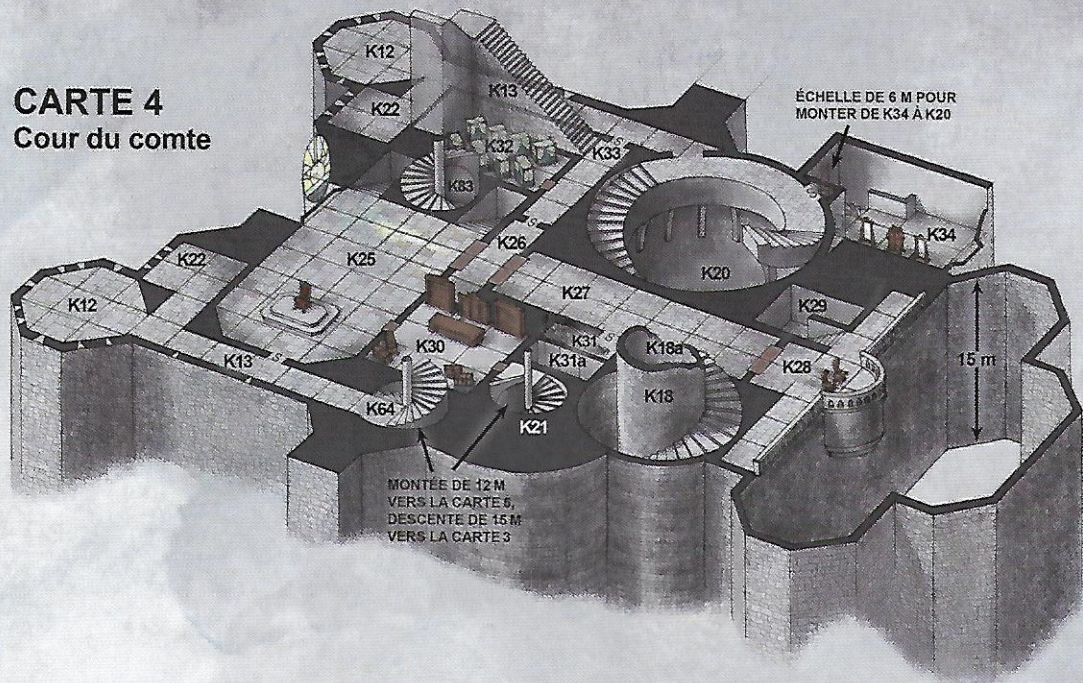 CARTE 4
Cour du comte
K12
K22
K13
K32
K33
K83
ÉCHELLE DE 6 M POUR
MONTER DE K34 À K20
K34
K26
K25
K20
K22
K12
K27
K29
K13
K30
K31
K31a
K18a
K28
K18
15 m
K64
K21
MONTÉE DE 12 M
VERS LA CARTE 5,
DESCENTE DE 15 M
VERS LA CARTE 3
S
S
S
S
S
S